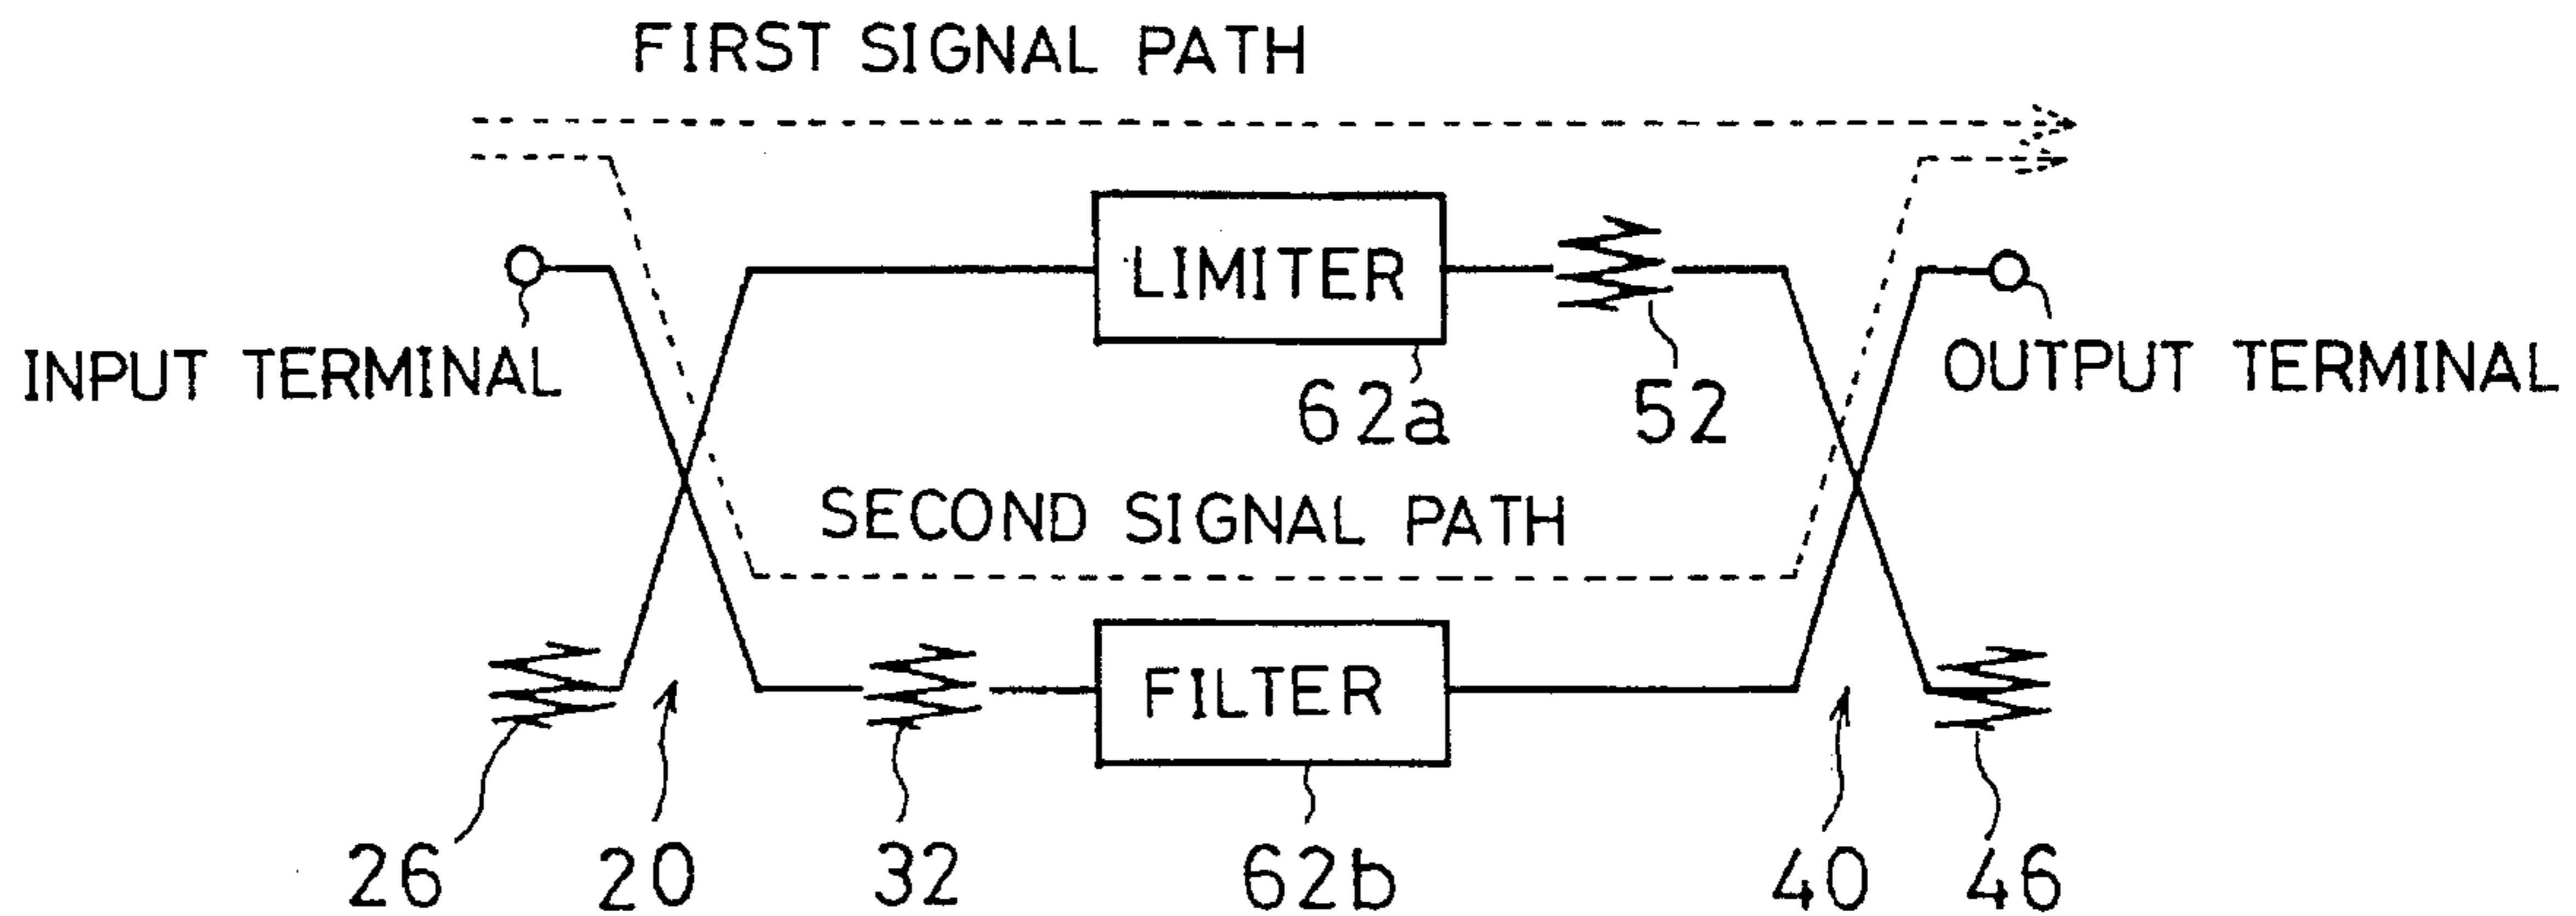 FIRST SIGNAL PATH
LIMITER
INPUT TERMINAL
OUTPUT TERMINAL
62a
52
SECOND SIGNAL PATH
FILTER
26
20
32
62b
40
46